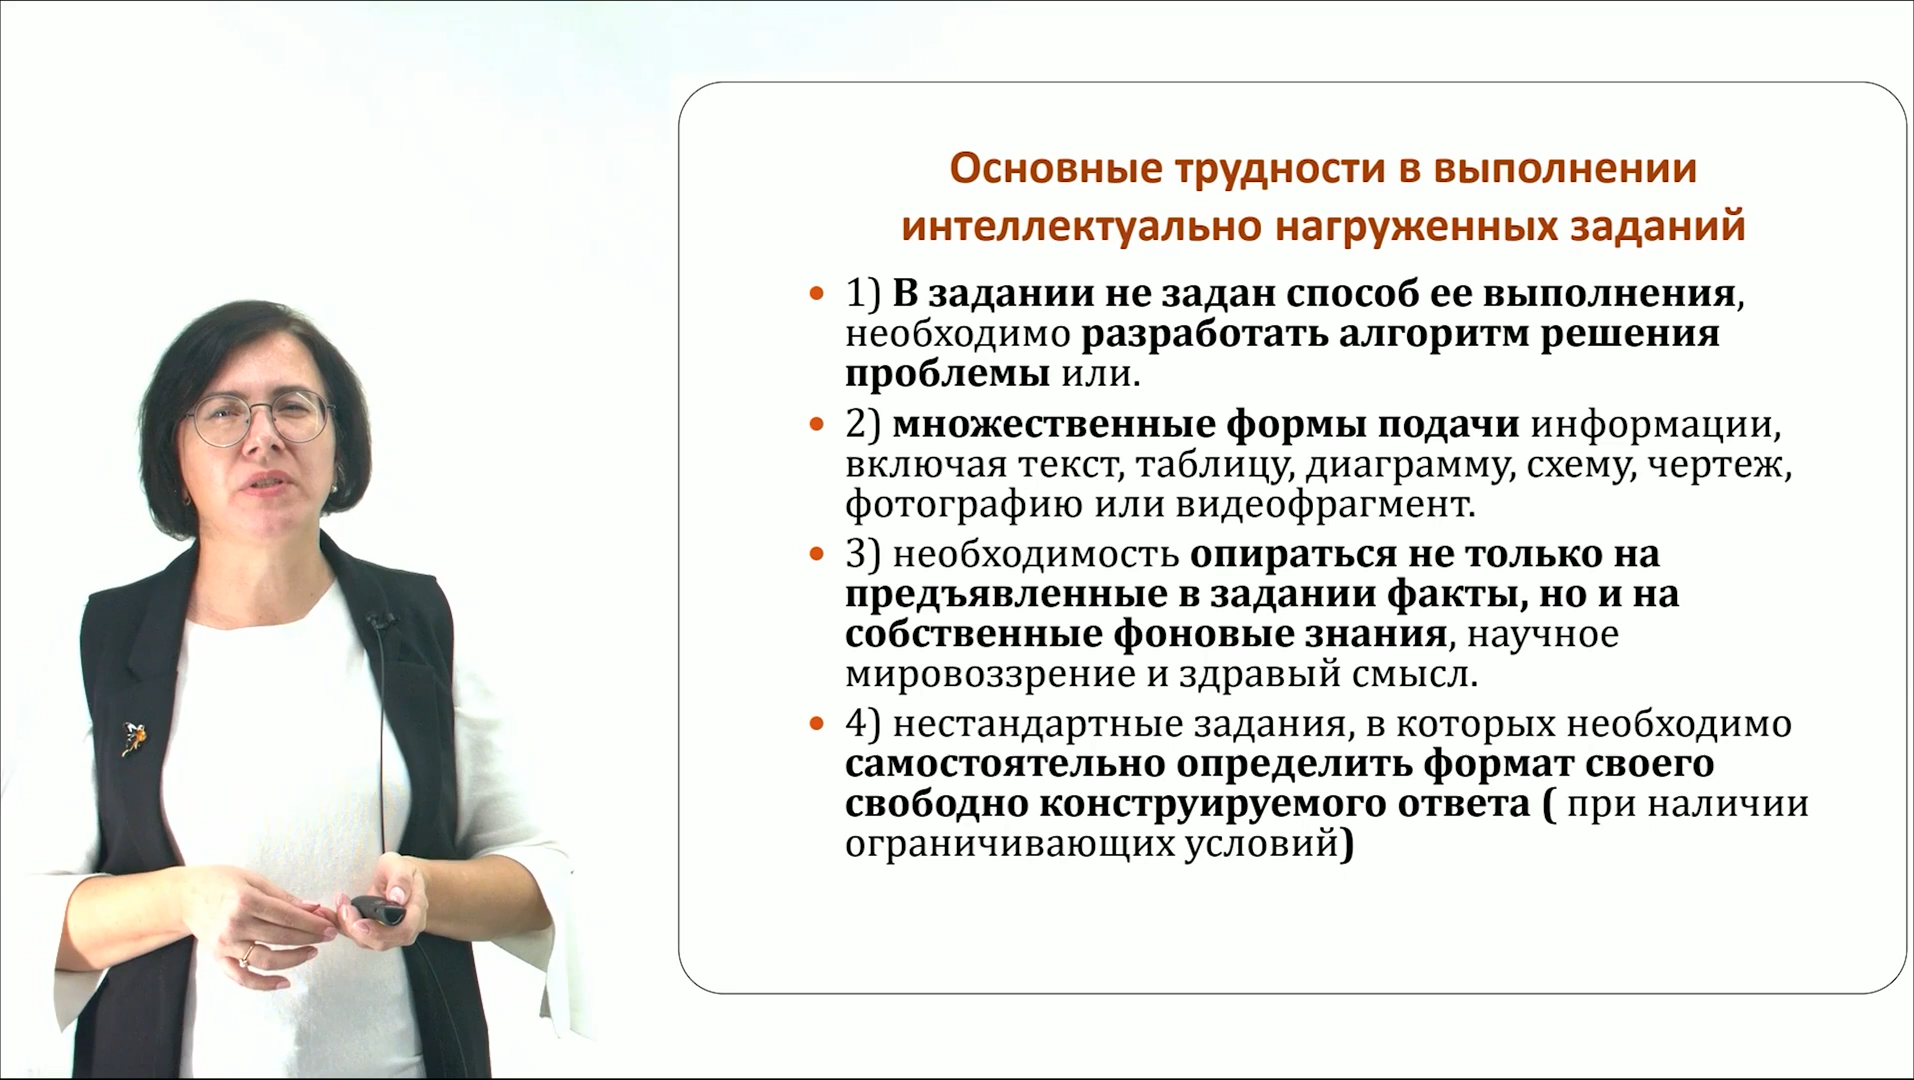 Основные трудности в выполнении
интеллектуально нагруженных заданий
• 1) В задании не задан способ ее выполнения,
необходимо разработать алгоритм решения
проблемы или.
• 2) множественные формы подачи информации,
включая текст, таблицу, диаграмму, схему, чертеж,
фотографию или видеофрагмент.
• 3) необходимость опираться не только на
предъявленные в задании факты, но и на
собственные фоновые знания, научное
мировоззрение и здравый смысл.
• 4) нестандартные задания, в которых необходимо
самостоятельно определить формат своего
свободно конструируемого ответа ( при наличии
ограничивающих условий)